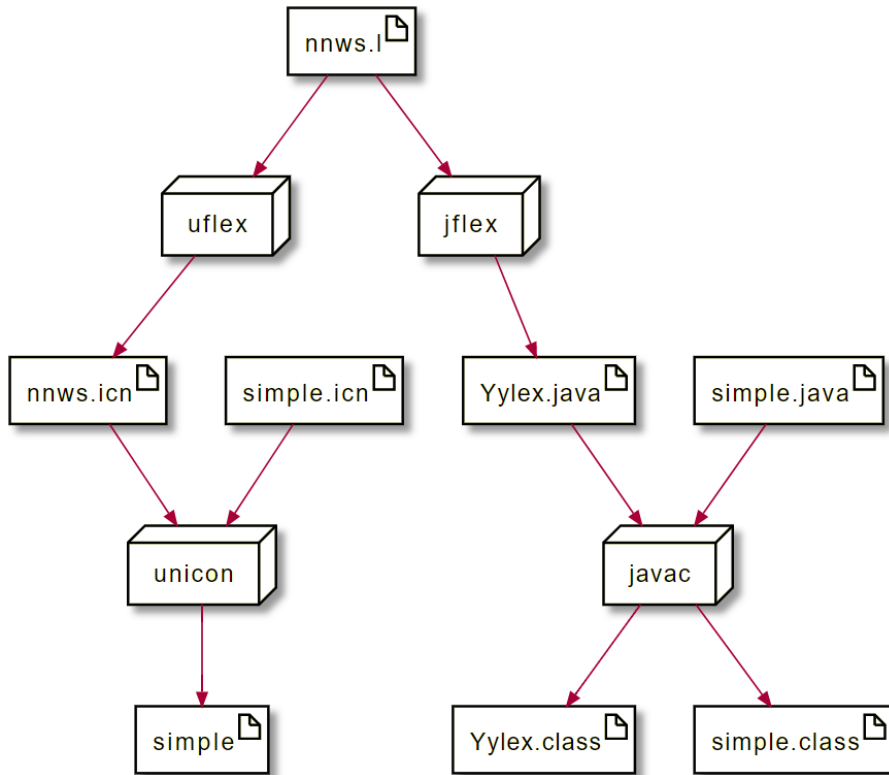 nnws.l
uflex
jflex
nnws.icn
simple.icn
Yylex.java
simple.java
unicon
javac
simple
Yylex.class
simple.class